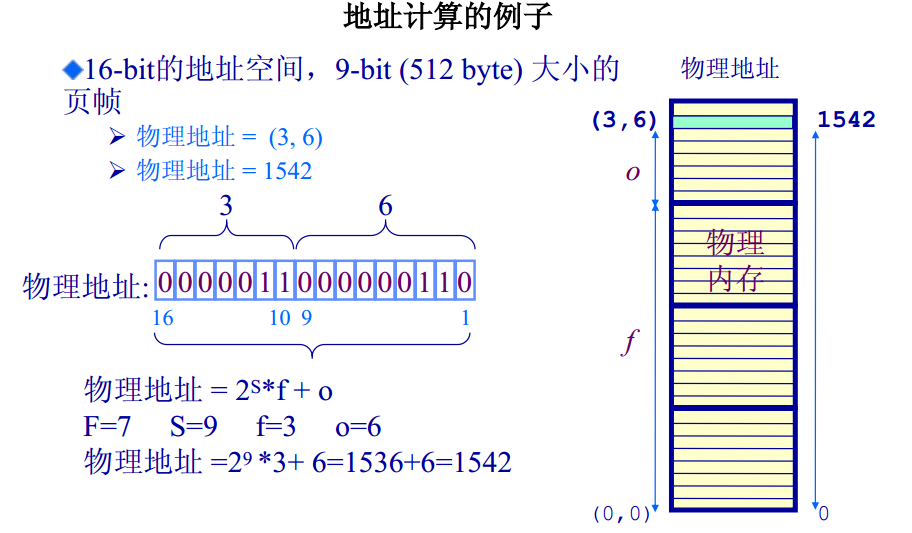 地址计算的例子
◆16-bit的地址空间，9-bit (512 byte) 大小的
页帧
➢ 物理地址 = (3, 6)
➢ 物理地址 = 1542
3 6
物理地址: 0 0 0 0 0 1 1 0 0 0 0 0 0 1 1 0
16 10 9 1
物理地址 = 2ˢ*f + o
F=7 S=9 f=3 o=6
物理地址 =2⁹ *3+ 6=1536+6=1542
物理地址
(3,6) 1542
o
物理
内存
f
(0,0) 0